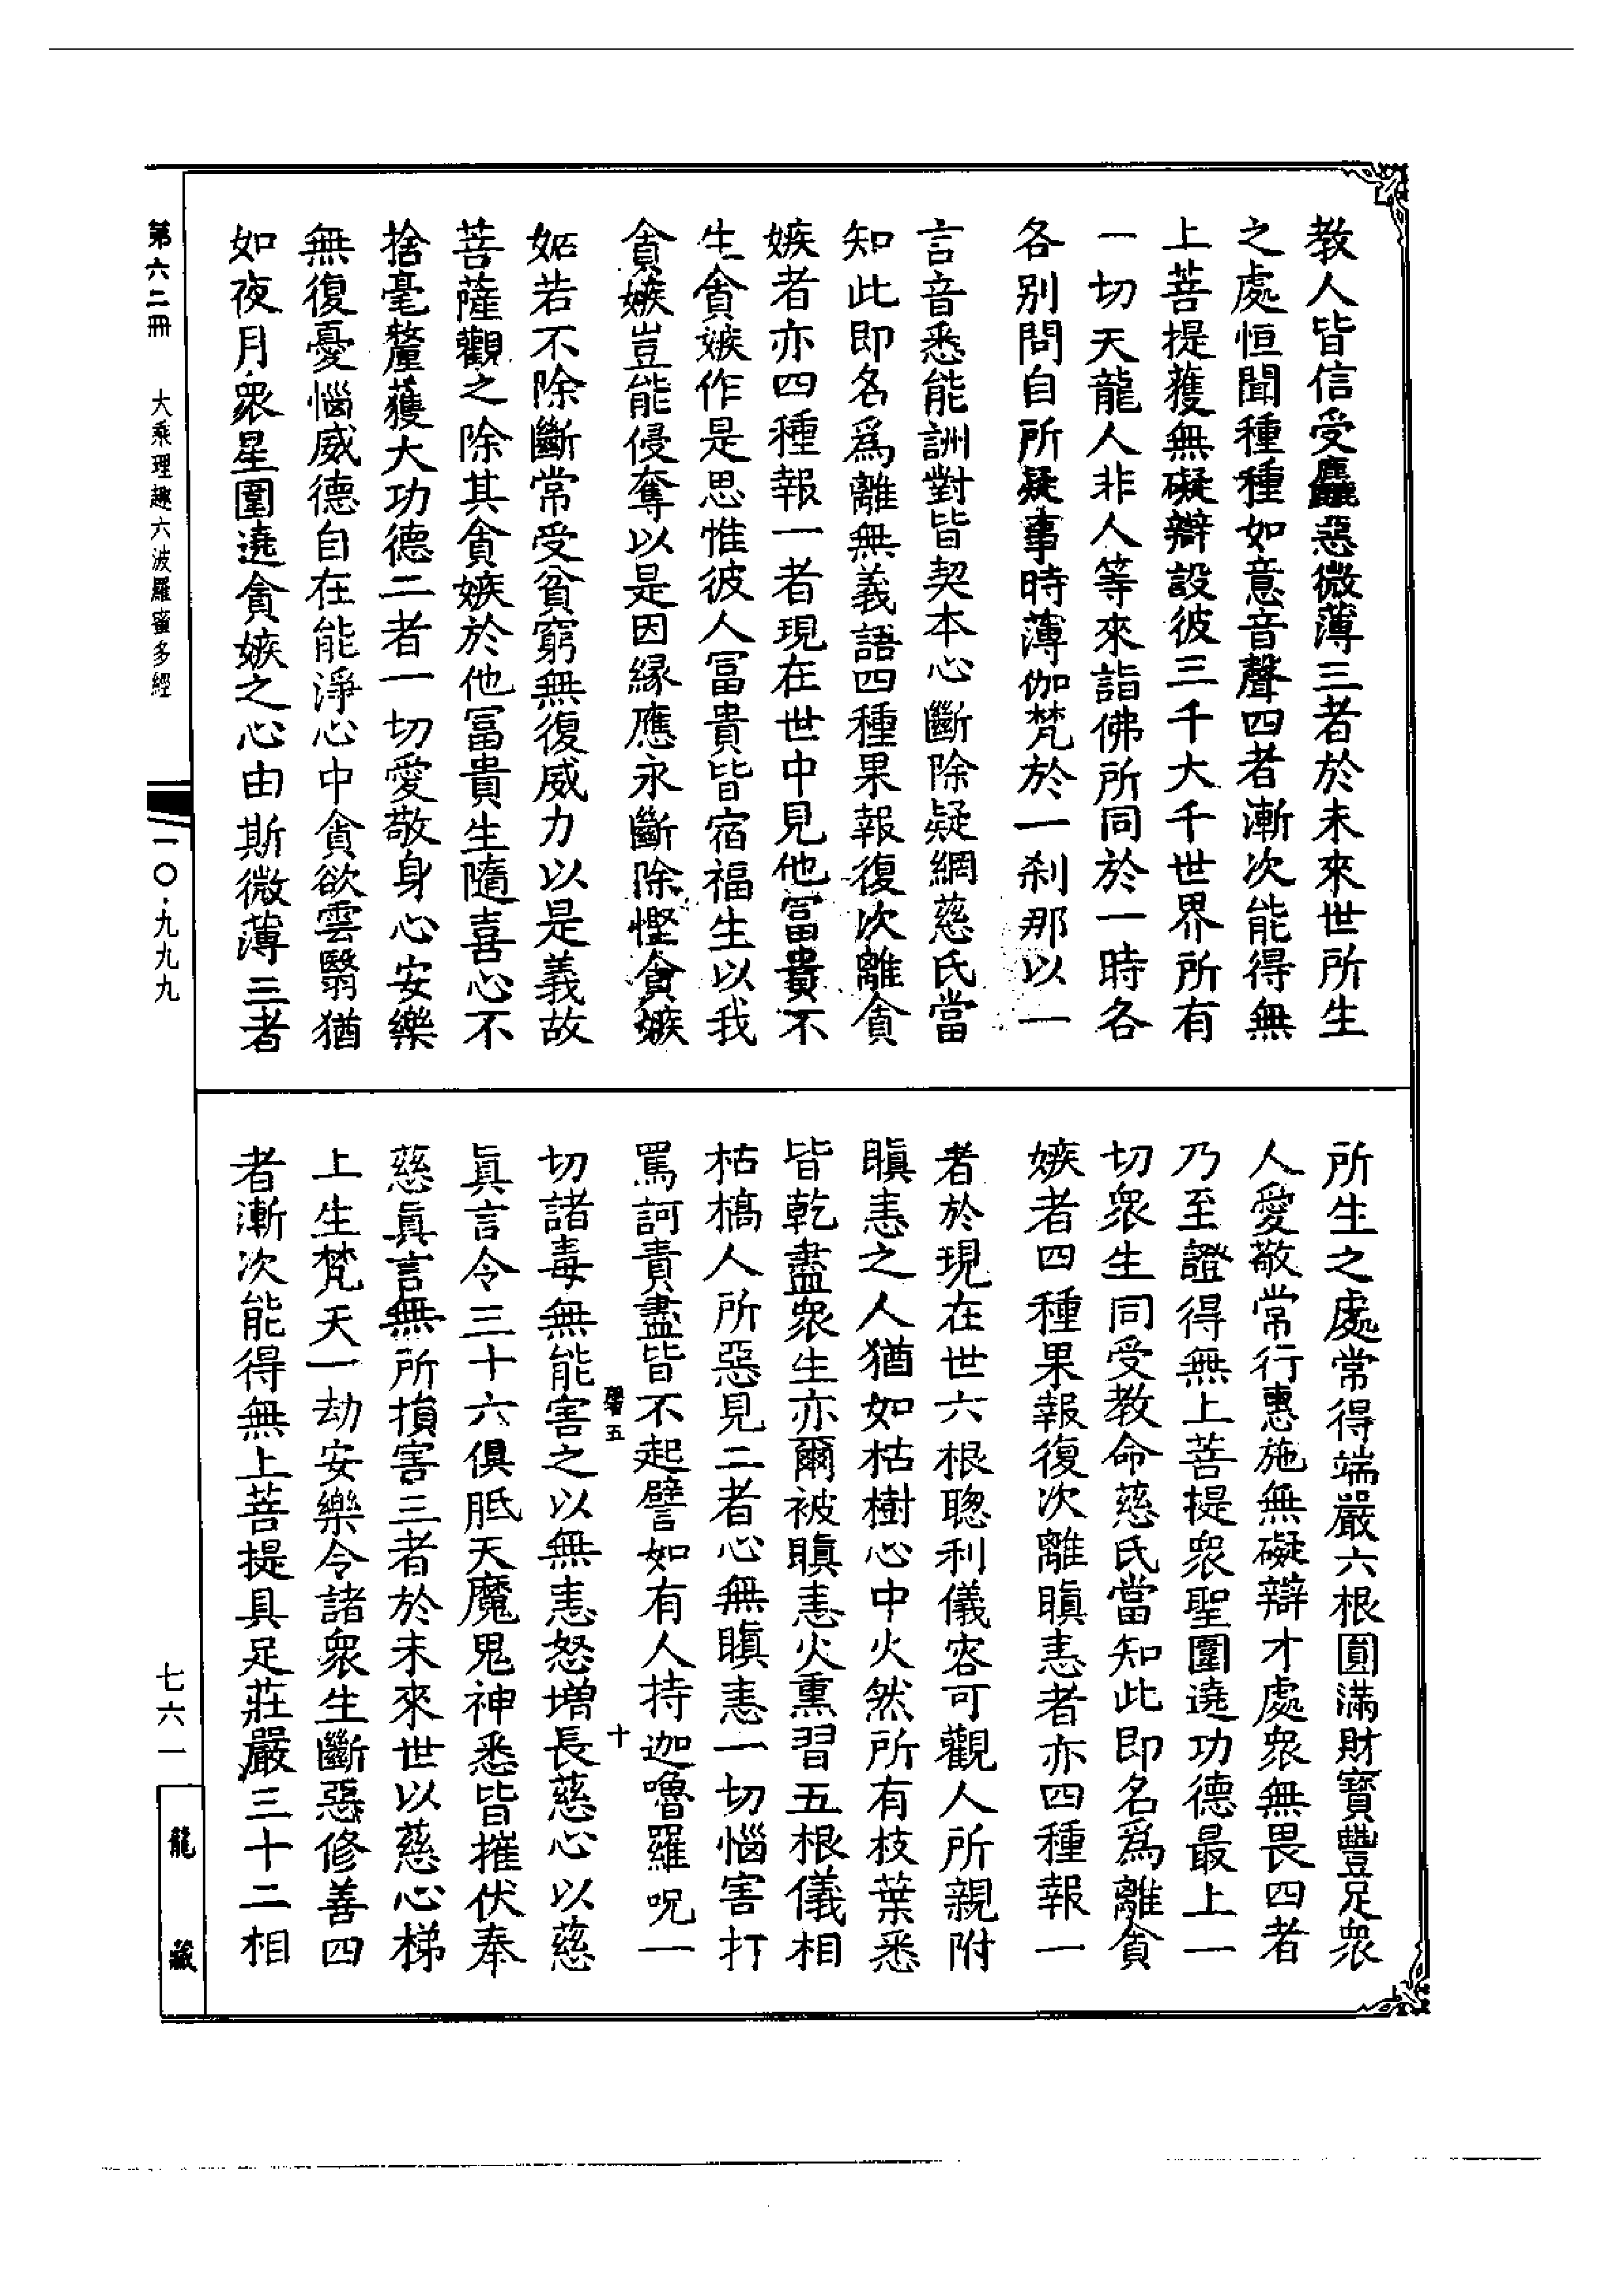 教人皆信受麤惡微薄三者於未來世所生
之處恒聞種種如意音聲四者漸次能得無
上菩提獲無礙辯設彼三千大千世界所有
一切天龍人非人等來詣佛所同於一時各
各別問自所疑事時薄伽梵於一刹那以一
言音悉能詶對皆契本心斷除疑網慈氏當
知此即名爲離無義語四種果報復次離貪
嫉者亦四種報一者現在世中見他冨貴不
生貪嫉作是思惟彼人冨貴皆宿福生以我
貪嫉豈能侵奪以是因縁應永斷除慳貪嫉
妬若不除斷常受貧窮無復威力以是義故
菩薩觀之除其貪嫉於他冨貴生隨喜心不
捨毫釐獲大功德二者一切愛敬身心安樂
無復憂惱威德自在能淨心中貪欲雲翳猶
如夜月衆星圍遶貪嫉之心由斯微薄三者
所生之處常得端嚴六根圓滿財寳豐足衆
人愛敬常行惠施無礙辯才處衆無畏四者
乃至證得無上菩提衆聖圍遶功德最上一
切衆生同受教命慈氏當知此即名爲離貪
嫉者四種果報復次離瞋恚者亦四種報一
者於現在世六根聦利儀容可觀人所親附
瞋恚之人猶如枯樹心中火然所有枝葉悉
皆乾盡衆生亦爾被瞋恚火熏習五根儀相
枯槁人所惡見二者心無瞋恚一切惱害打
罵訶責盡皆不起譬如有人持迦嚕羅呪一
五 十
切諸毒無能害之以無恚怒增長慈心以慈
眞言令三十六俱胝天魔鬼神悉皆摧伏奉
慈眞言無所損害三者於未來世以慈心梯
上生梵天一劫安樂令諸衆生斷惡修善四
者漸次能得無上菩提具足莊嚴三十二相
第六二冊 大乘理趣六波羅蜜多經 一〇·九九九
七六一
龍藏